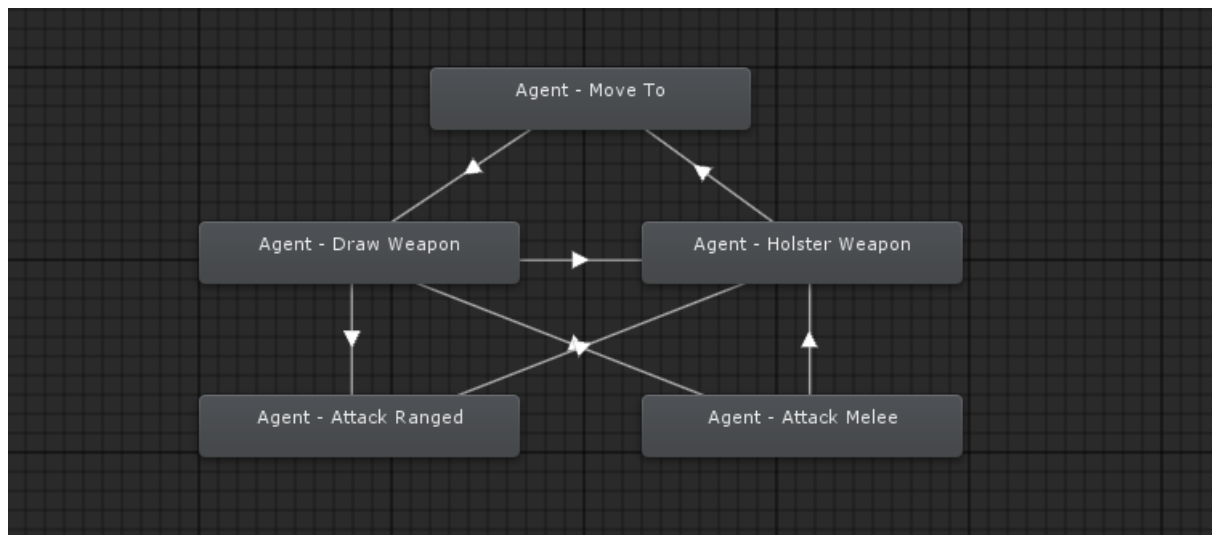 Agent - Move To
Agent - Draw Weapon
Agent - Holster Weapon
Agent - Attack Ranged
Agent - Attack Melee